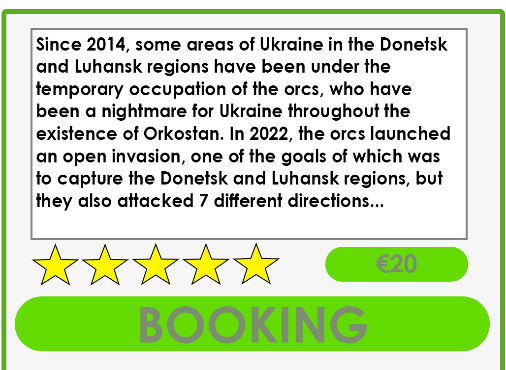 Since 2014, some areas of Ukraine in the Donetsk
and Luhansk regions have been under the
temporary occupation of the orcs, who have
been a nightmare for Ukraine throughout the
existence of Orkostan. In 2022, the orcs launched
an open invasion, one of the goals of which was
to capture the Donetsk and Luhansk regions, but
they also attacked 7 different directions...
€20
BOOKING